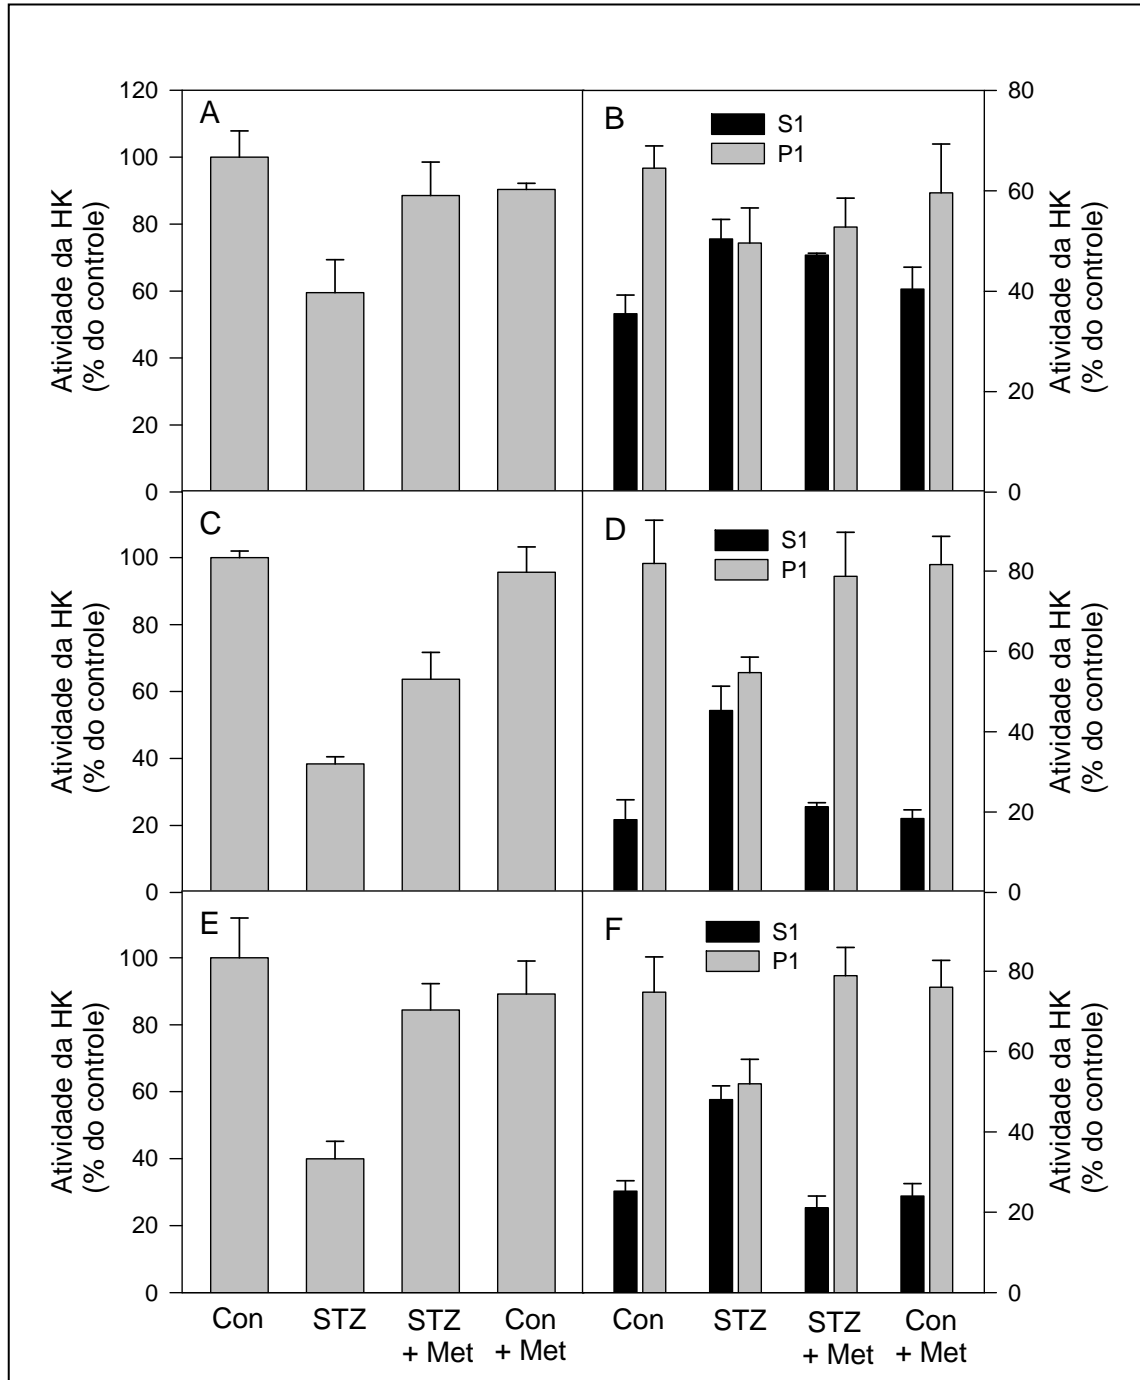 A
120
100
80
60
40
20
0
Atividade da HK
(% do controle)
B
S1
P1
80
60
40
20
0
Atividade da HK
(% do controle)
C
100
80
60
40
20
0
Atividade da HK
(% do controle)
D
S1
P1
80
60
40
20
0
Atividade da HK
(% do controle)
E
100
80
60
40
20
0
Atividade da HK
(% do controle)
F
S1
P1
80
60
40
20
0
Atividade da HK
(% do controle)
Con STZ STZ Con
+ Met + Met
Con STZ STZ Con
+ Met + Met